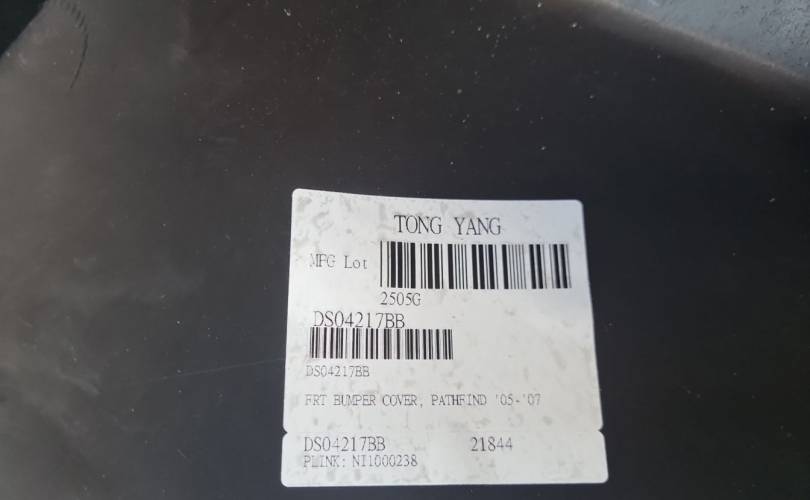 TONG YANG
MFG Lot
2505G
DS04217BB
DS04217BB
FRT BUMPER COVER, PATHFIND '05-'07
DS04217BB 21844
PLINK: NI1000238